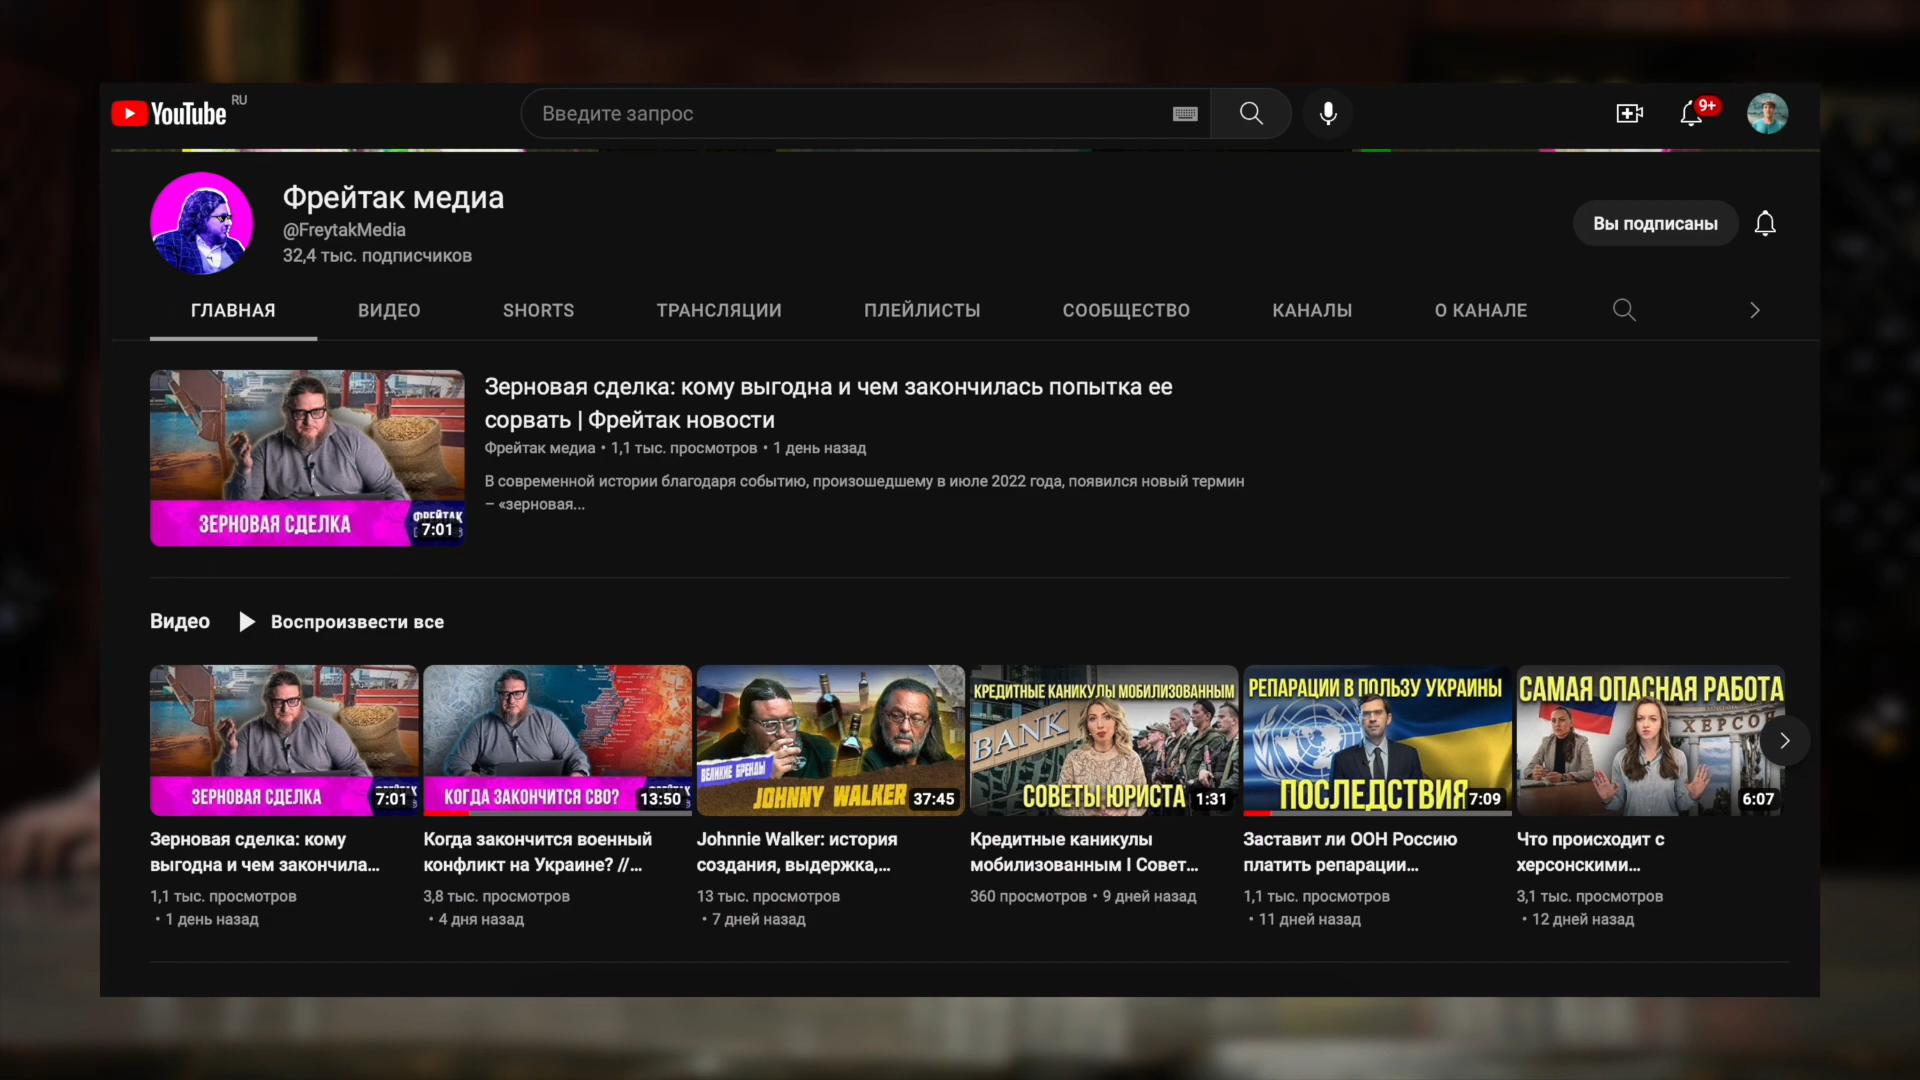 YouTube RU
Введите запрос
9+
Фрейтак медиа
@FreytakMedia
32,4 тыс. подписчиков
Вы подписаны
ГЛАВНАЯ ВИДЕО SHORTS ТРАНСЛЯЦИИ ПЛЕЙЛИСТЫ СООБЩЕСТВО КАНАЛЫ О КАНАЛЕ
ЗЕРНОВАЯ СДЕЛКА
ФРЕЙТАК
7:01
Зерновая сделка: кому выгодна и чем закончилась попытка ее
сорвать | Фрейтак новости
Фрейтак медиа • 1,1 тыс. просмотров • 1 день назад
В современной истории благодаря событию, произошедшему в июле 2022 года, появился новый термин
– «зерновая...
Видео Воспроизвести все
ЗЕРНОВАЯ СДЕЛКА
7:01
Зерновая сделка: кому
выгодна и чем закончила...
1,1 тыс. просмотров
• 1 день назад
КОГДА ЗАКОНЧИТСЯ СВО?
13:50
Когда закончится военный
конфликт на Украине? //...
3,8 тыс. просмотров
• 4 дня назад
ВЕЛИКИЕ БРЕНДЫ
JOHNNY WALKER
37:45
Johnnie Walker: история
создания, выдержка,...
13 тыс. просмотров
• 7 дней назад
КРЕДИТНЫЕ КАНИКУЛЫ МОБИЛИЗОВАННЫМ
BANK
СОВЕТЫ ЮРИСТА
1:31
Кредитные каникулы
мобилизованным I Совет...
360 просмотров • 9 дней назад
РЕПАРАЦИИ В ПОЛЬЗУ УКРАИНЫ
ПОСЛЕДСТВИЯ
7:09
Заставит ли ООН Россию
платить репарации...
1,1 тыс. просмотров
• 11 дней назад
САМАЯ ОПАСНАЯ РАБОТА
ХЕРСОН
6:07
Что происходит с
херсонскими...
3,1 тыс. просмотров
• 12 дней назад